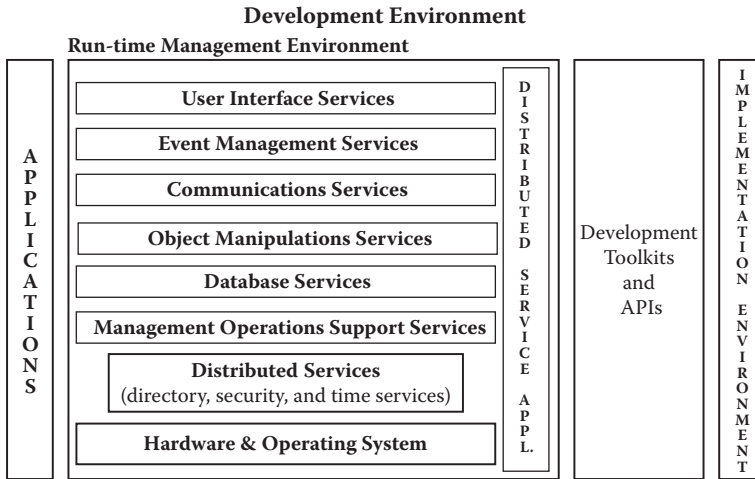 Development Environment
Run-time Management Environment
APPLICATIONS
User Interface Services
Event Management Services
Communications Services
Object Manipulations Services
Database Services
Management Operations Support Services
Distributed Services
(directory, security, and time services)
Hardware & Operating System
DISTRIBUTED SERVICE APPL.
Development
Toolkits
and
APIs
IMPLEMENTATION ENVIRONMENT